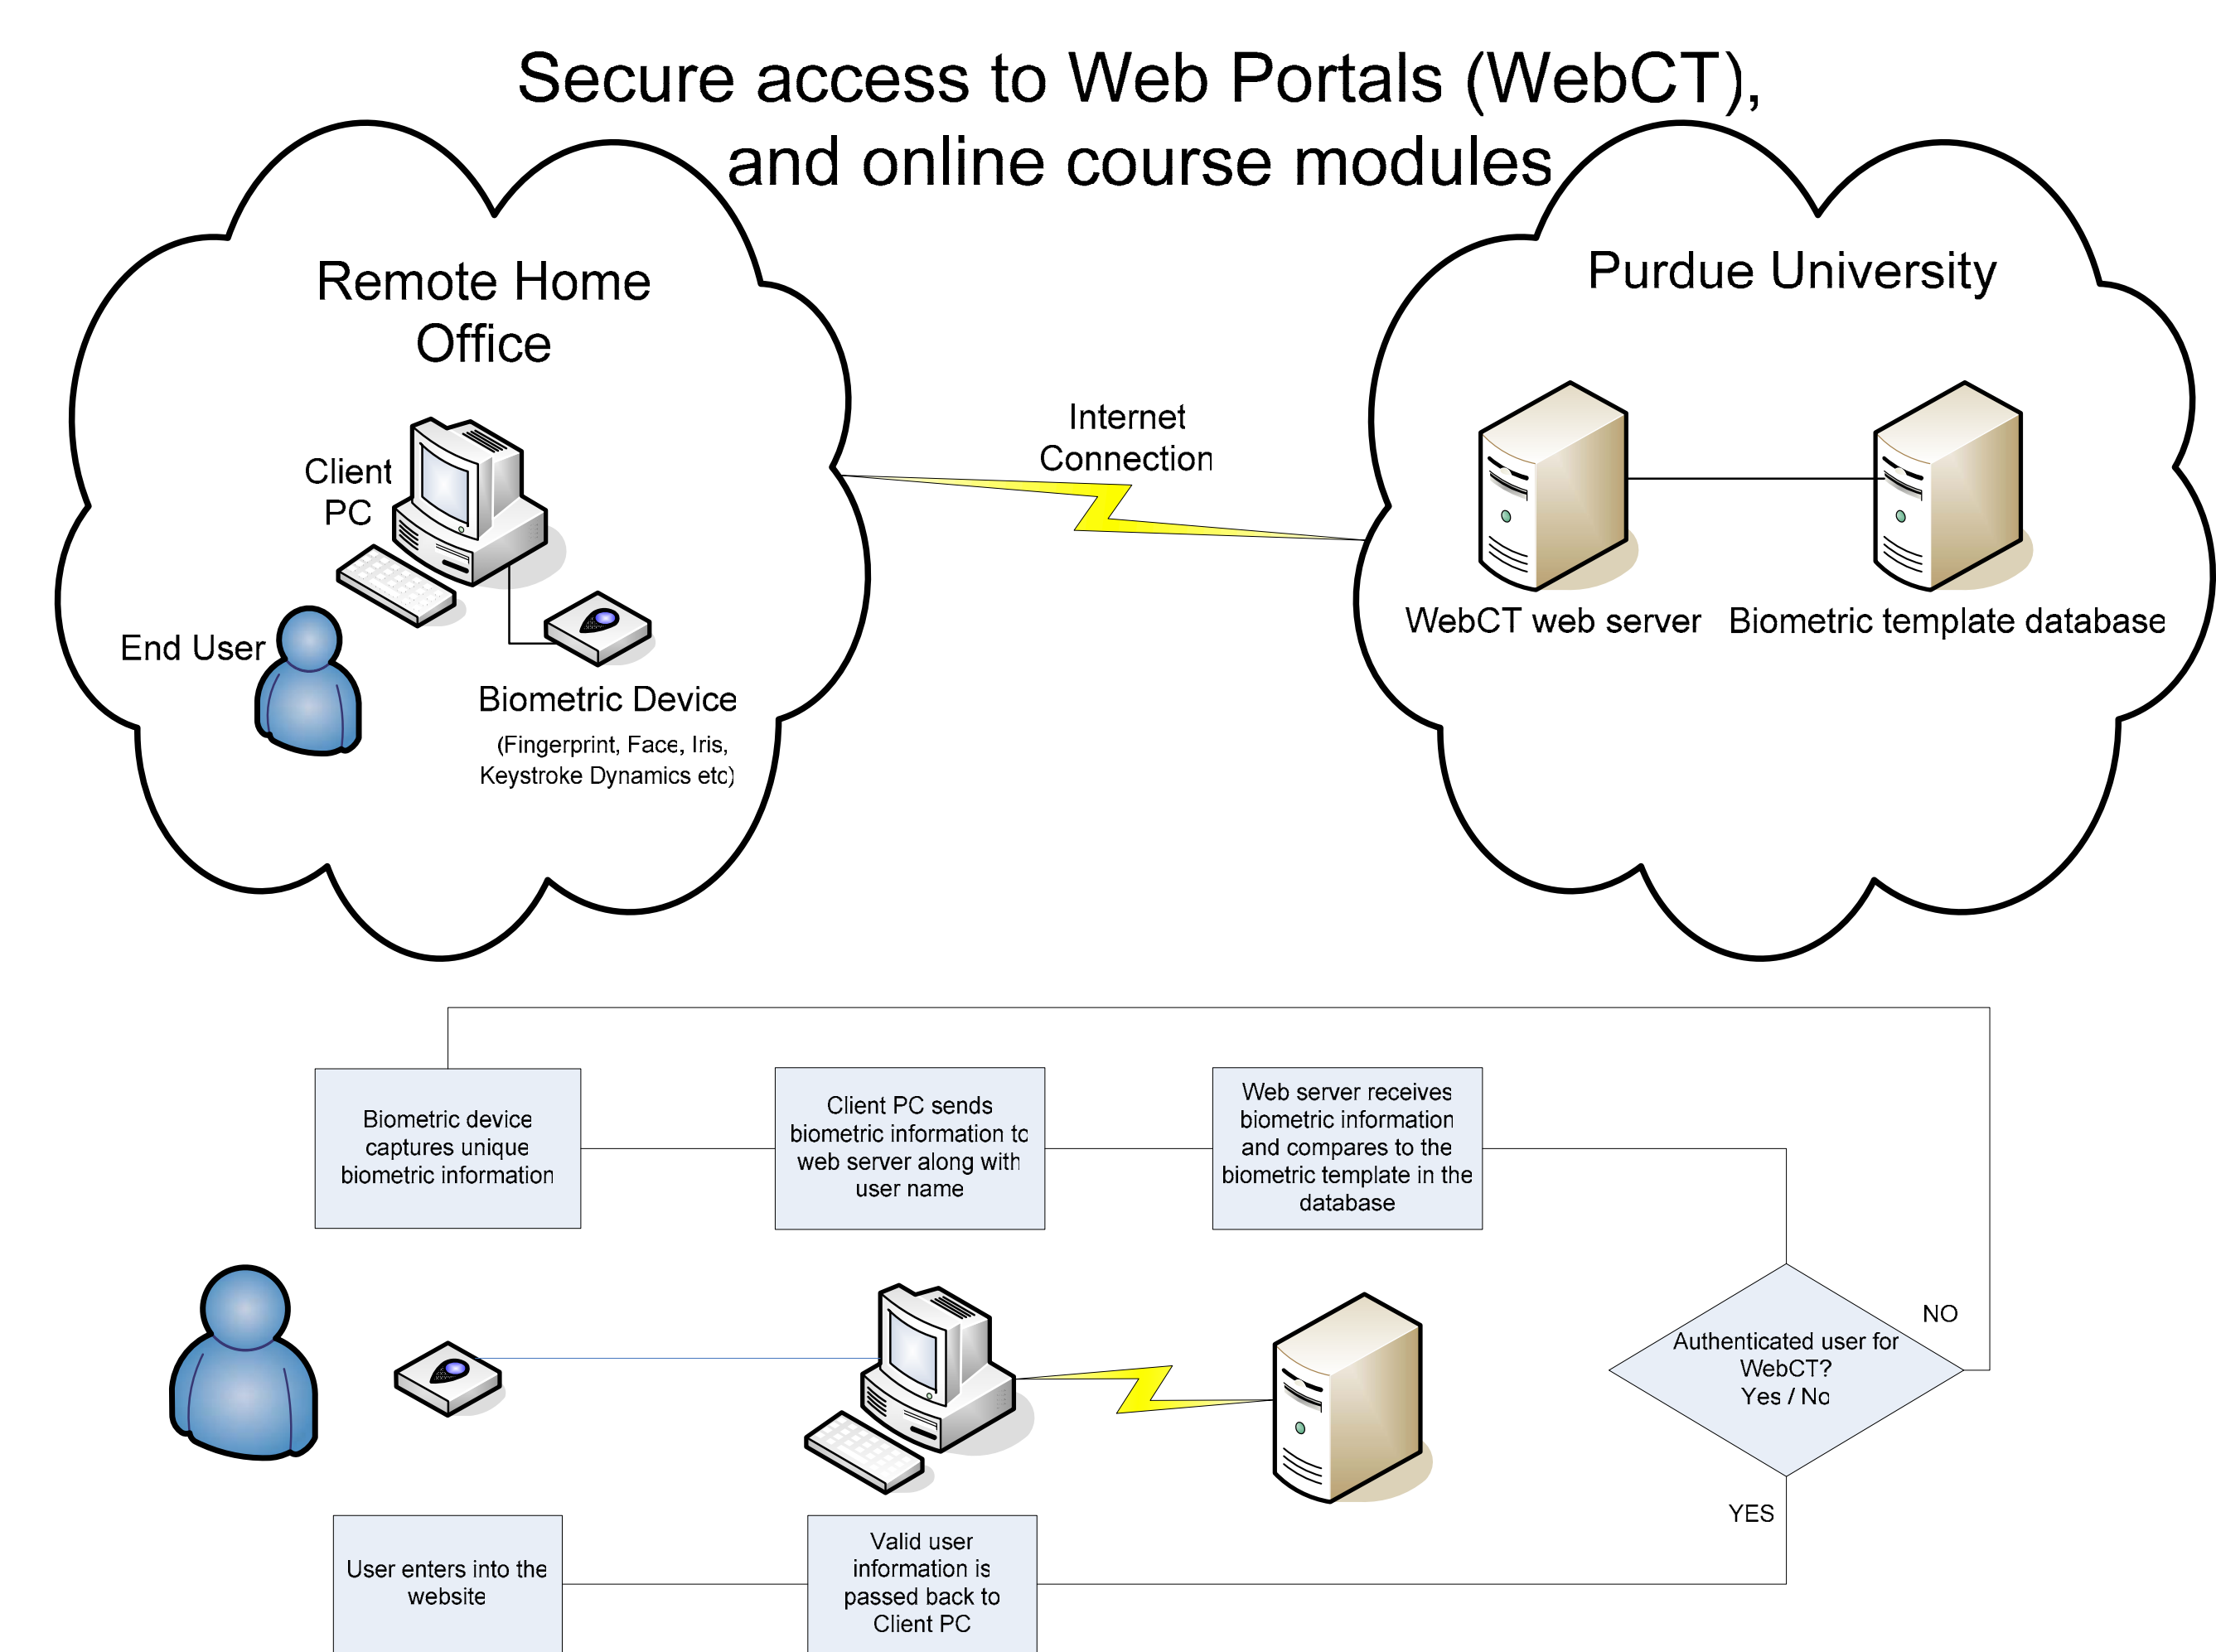 Secure access to Web Portals (WebCT),
and online course modules
Remote Home
Office
Purdue University
Internet
Connection
Client
PC
End User
Biometric Device
(Fingerprint, Face, Iris,
Keystroke Dynamics etc)
WebCT web server
Biometric template database
Biometric device
captures unique
biometric information
Client PC sends
biometric information to
web server along with
user name
Web server receives
biometric information
and compares to the
biometric template in the
database
Authenticated user for
WebCT?
Yes / No
NO
YES
User enters into the
website
Valid user
information is
passed back to
Client PC